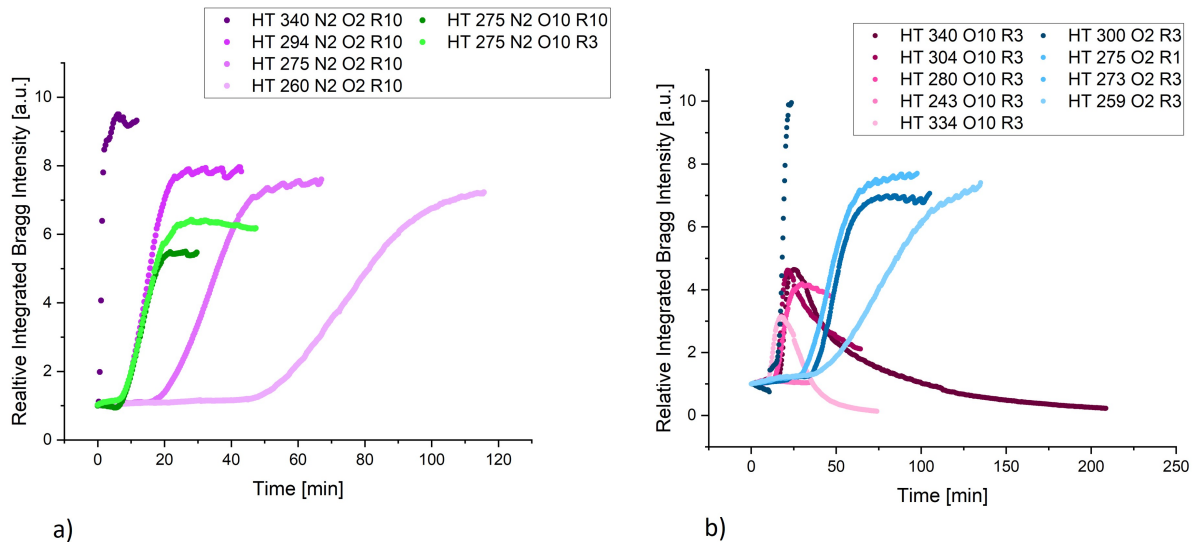 HT 340 N2 O2 R10
HT 294 N2 O2 R10
HT 275 N2 O2 R10
HT 260 N2 O2 R10
HT 275 N2 O10 R10
HT 275 N2 O10 R3
Realtive Integrated Bragg Intensity [a.u.]
10
8
6
4
2
0
0
20
40
60
80
100
120
Time [min]
a)
HT 340 O10 R3
HT 304 O10 R3
HT 280 O10 R3
HT 243 O10 R3
HT 334 O10 R3
HT 300 O2 R3
HT 275 O2 R1
HT 273 O2 R3
HT 259 O2 R3
Relative Integrated Bragg Intensity [a.u.]
10
8
6
4
2
0
0
50
100
150
200
250
Time [min]
b)